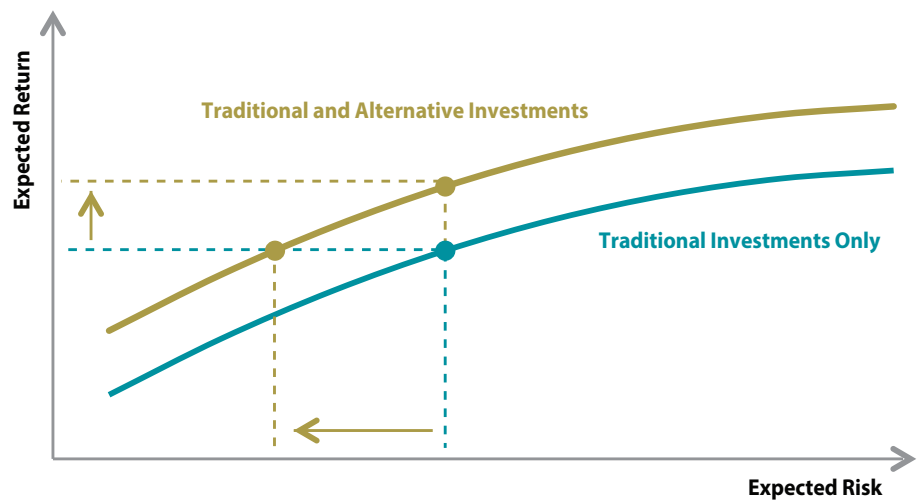 Expected Return
Traditional and Alternative Investments
Traditional Investments Only
Expected Risk